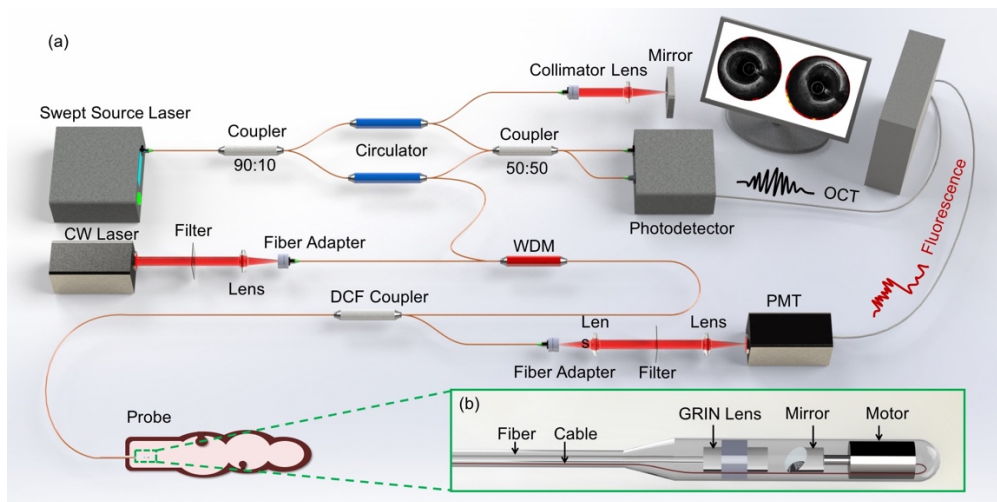 (a)
Swept Source Laser
Coupler
90:10
Circulator
Collimator Lens
Mirror
Coupler
50:50
Photodetector
OCT
Fluorescence
CW Laser
Filter
Fiber Adapter
Lens
WDM
DCF Coupler
Len
s
Lens
PMT
Fiber Adapter
Filter
Probe
(b)
Fiber
Cable
GRIN Lens
Mirror
Motor